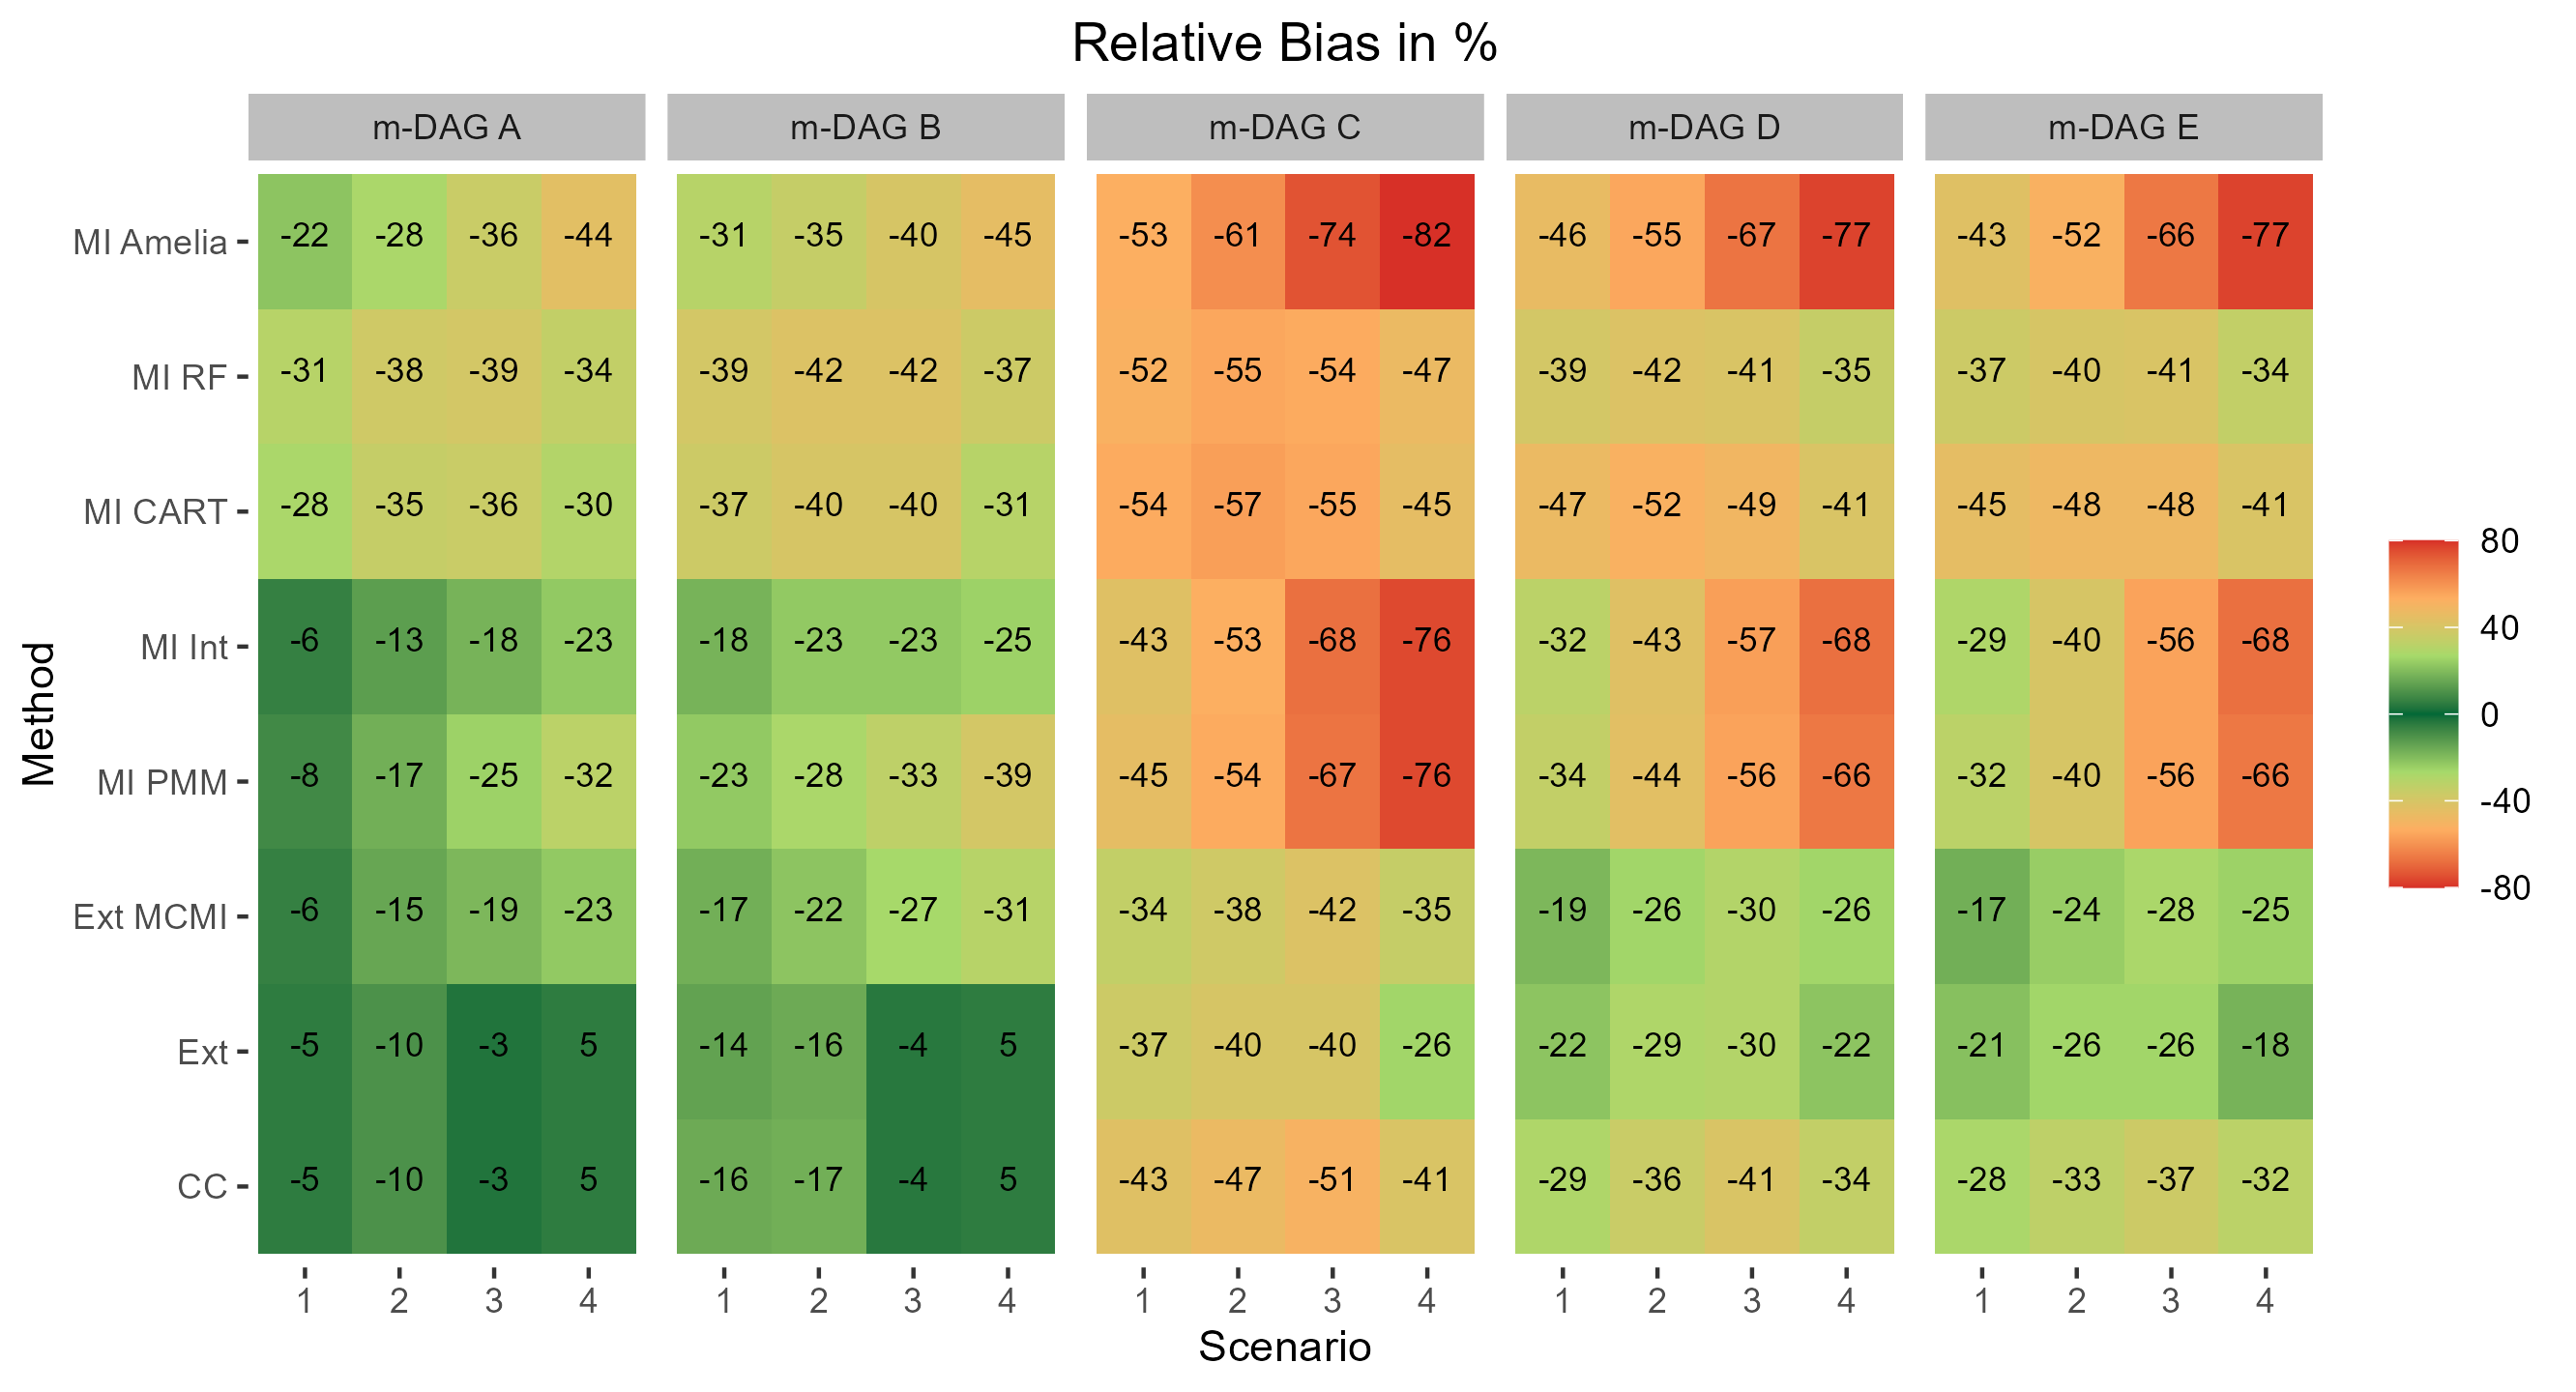 Relative Bias in %
m-DAG A m-DAG B m-DAG C m-DAG D m-DAG E
Method
MI Amelia -22 -28 -36 -44 -31 -35 -40 -45 -53 -61 -74 -82 -46 -55 -67 -77 -43 -52 -66 -77
MI RF -31 -38 -39 -34 -39 -42 -42 -37 -52 -55 -54 -47 -39 -42 -41 -35 -37 -40 -41 -34
MI CART -28 -35 -36 -30 -37 -40 -40 -31 -54 -57 -55 -45 -47 -52 -49 -41 -45 -48 -48 -41
MI Int -6 -13 -18 -23 -18 -23 -23 -25 -43 -53 -68 -76 -32 -43 -57 -68 -29 -40 -56 -68
MI PMM -8 -17 -25 -32 -23 -28 -33 -39 -45 -54 -67 -76 -34 -44 -56 -66 -32 -40 -56 -66
Ext MCMI -6 -15 -19 -23 -17 -22 -27 -31 -34 -38 -42 -35 -19 -26 -30 -26 -17 -24 -28 -25
Ext -5 -10 -3 5 -14 -16 -4 5 -37 -40 -40 -26 -22 -29 -30 -22 -21 -26 -26 -18
CC -5 -10 -3 5 -16 -17 -4 5 -43 -47 -51 -41 -29 -36 -41 -34 -28 -33 -37 -32
1 2 3 4 1 2 3 4 1 2 3 4 1 2 3 4 1 2 3 4
Scenario
80
40
0
-40
-80